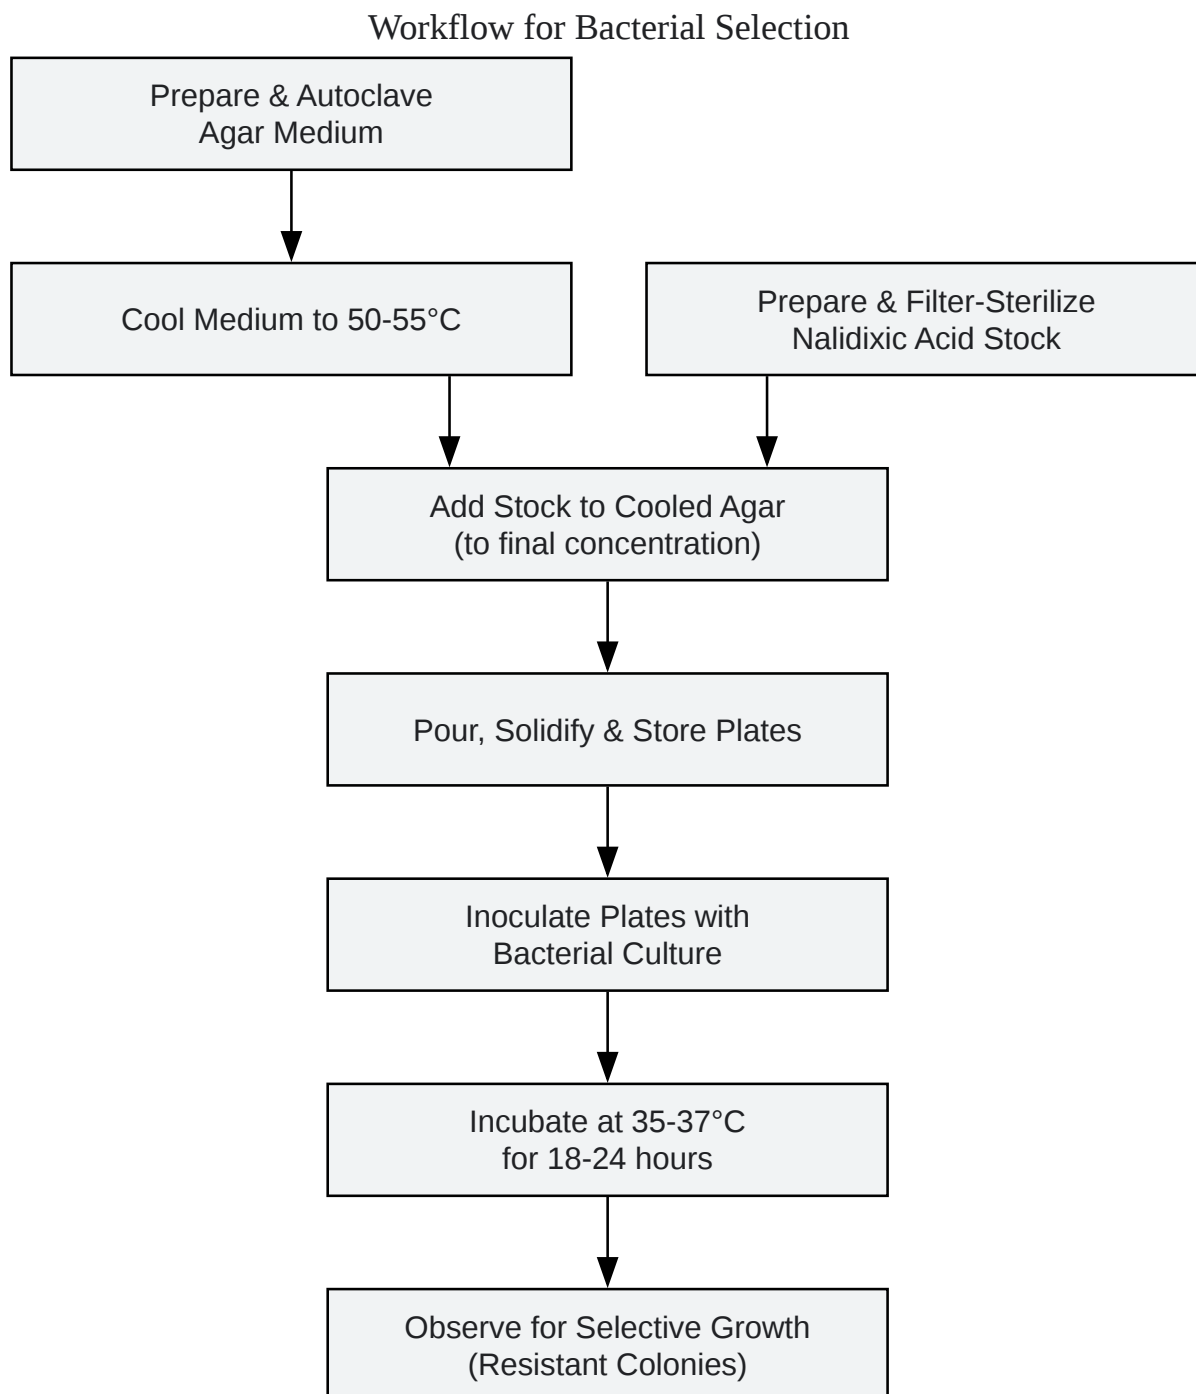 Workflow for Bacterial Selection
Prepare & Autoclave
Agar Medium
Cool Medium to 50-55°C
Prepare & Filter-Sterilize
Nalidixic Acid Stock
Add Stock to Cooled Agar
(to final concentration)
Pour, Solidify & Store Plates
Inoculate Plates with
Bacterial Culture
Incubate at 35-37°C
for 18-24 hours
Observe for Selective Growth
(Resistant Colonies)